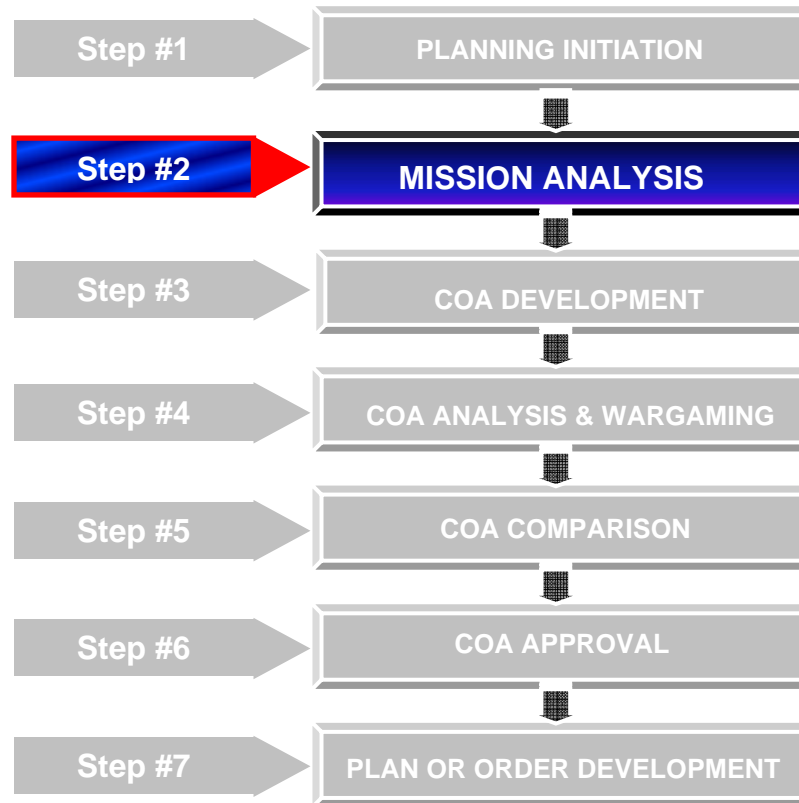 Step #1
PLANNING INITIATION
Step #2
MISSION ANALYSIS
Step #3
COA DEVELOPMENT
Step #4
COA ANALYSIS & WARGAMING
Step #5
COA COMPARISON
Step #6
COA APPROVAL
Step #7
PLAN OR ORDER DEVELOPMENT